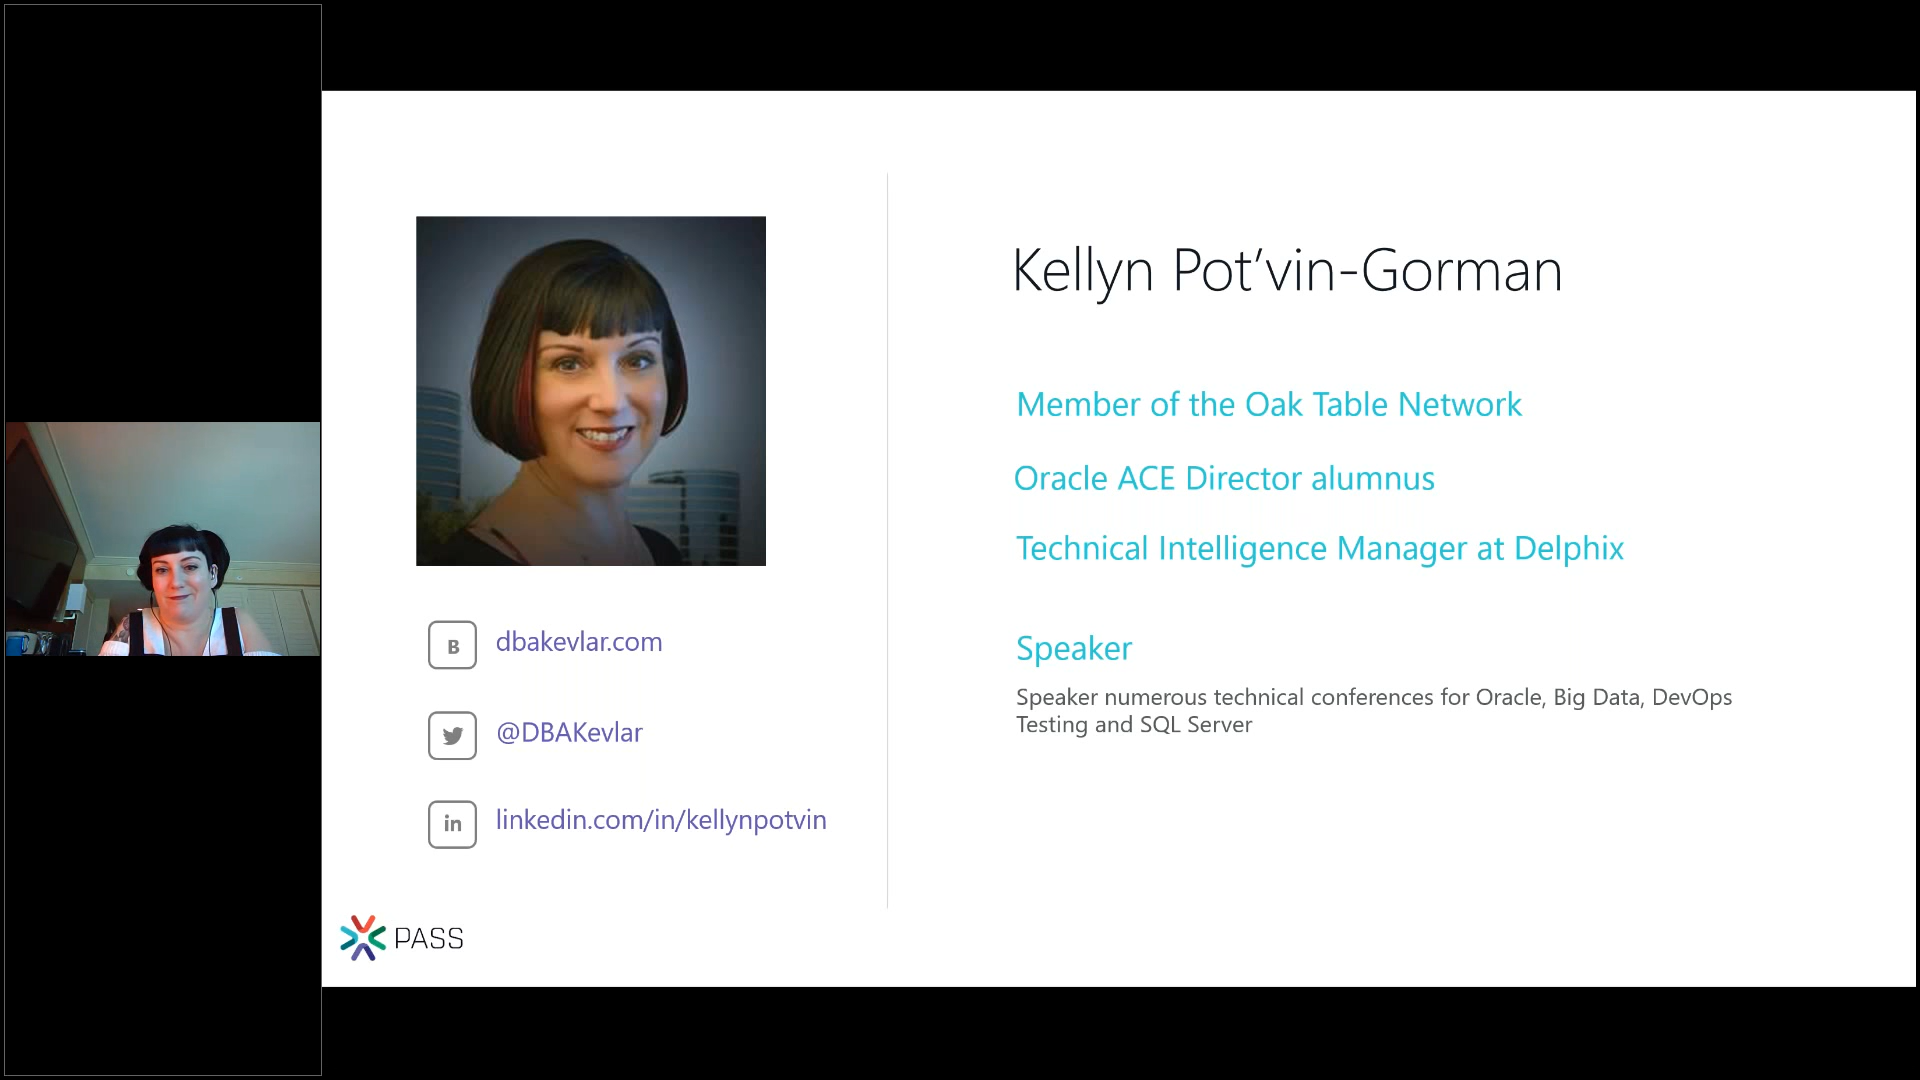 Kellyn Pot’vin-Gorman
Member of the Oak Table Network
Oracle ACE Director alumnus
Technical Intelligence Manager at Delphix
Speaker
Speaker numerous technical conferences for Oracle, Big Data, DevOps
Testing and SQL Server
B
dbakevlar.com
@DBAKevlar
in
linkedin.com/in/kellynpotvin
PASS